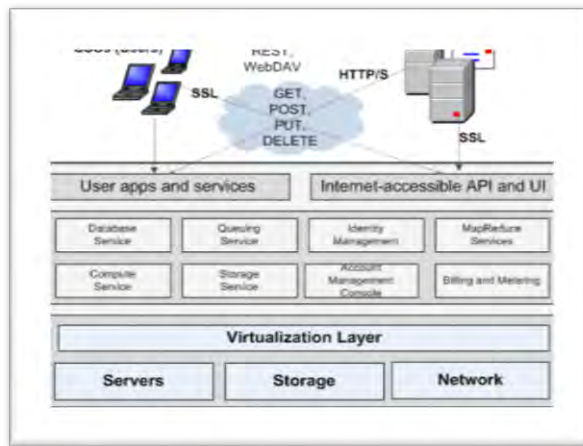 REST,
WebDAV
SSL
HTTP/S
GET,
POST,
PUT,
DELETE
SSL
User apps and services
Internet-accessible API and UI
Database
Service
Queuing
Service
Identity
Management
MapReduce
Services
Compute
Service
Storage
Service
Account
Management
Console
Billing and Metering
Virtualization Layer
Servers
Storage
Network